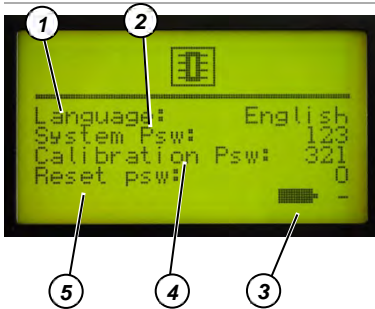 1 2
Language: English
System Psw: 123
Calibration Psw: 321
Reset psw: 0
-
5 4 3